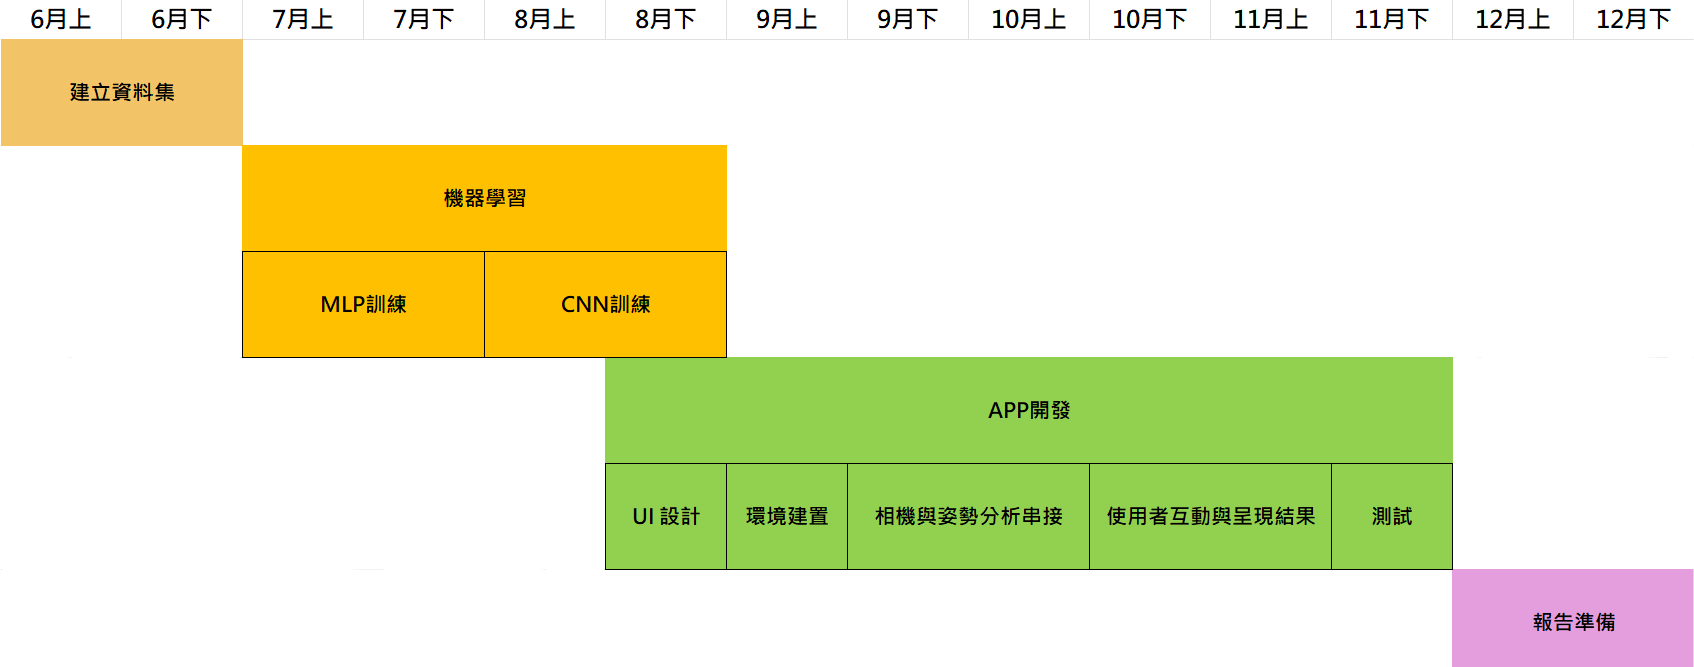 6月上 6月下 7月上 7月下 8月上 8月下 9月上 9月下 10月上 10月下 11月上 11月下 12月上 12月下
建立資料集
機器學習
MLP訓練 CNN訓練
APP開發
UI 設計 環境建置 相機與姿勢分析串接 使用者互動與呈現結果 測試
報告準備